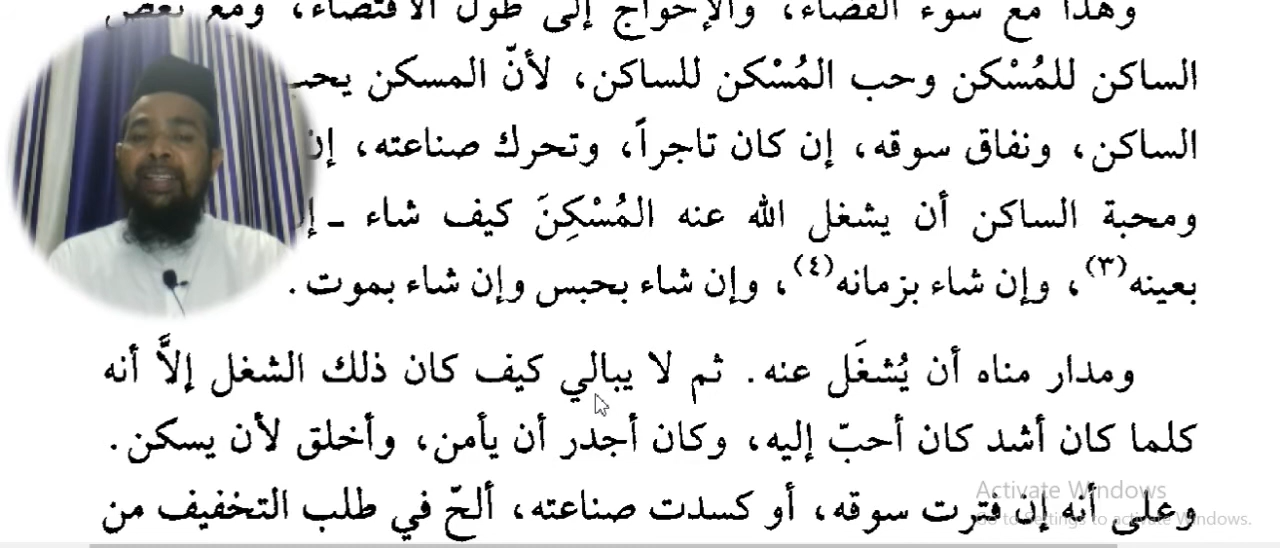 وهذا مع سوء القضاء، والإحواج إلى طول الاقتضاء، ومع بغض
الساكن للمُسْكن وحب المُسْكن للساكن، لأنّ المسكن يحب
الساكن، ونفاق سوقه، إن كان تاجراً، وتحرك صناعته، إن
ومحبة الساكن أن يشغل الله عنه المُسْكِنَ كيف شاء ـ إ
بعينه(٣)، وإن شاء بزمانه(٤)، وإن شاء بحبس وإن شاء بموت.
ومدار مناه أن يُشغَل عنه. ثم لا يبالي كيف كان ذلك الشغل إلاَّ أنه
كلما كان أشد كان أحبّ إليه، وكان أجدر أن يأمن، وأخلق لأن يسكن.
وعلى أنه إن فترت سوقه، أو كسدت صناعته، ألحّ في طلب التخفيف من
Activate Windows
Go to Settings to activate Windows.